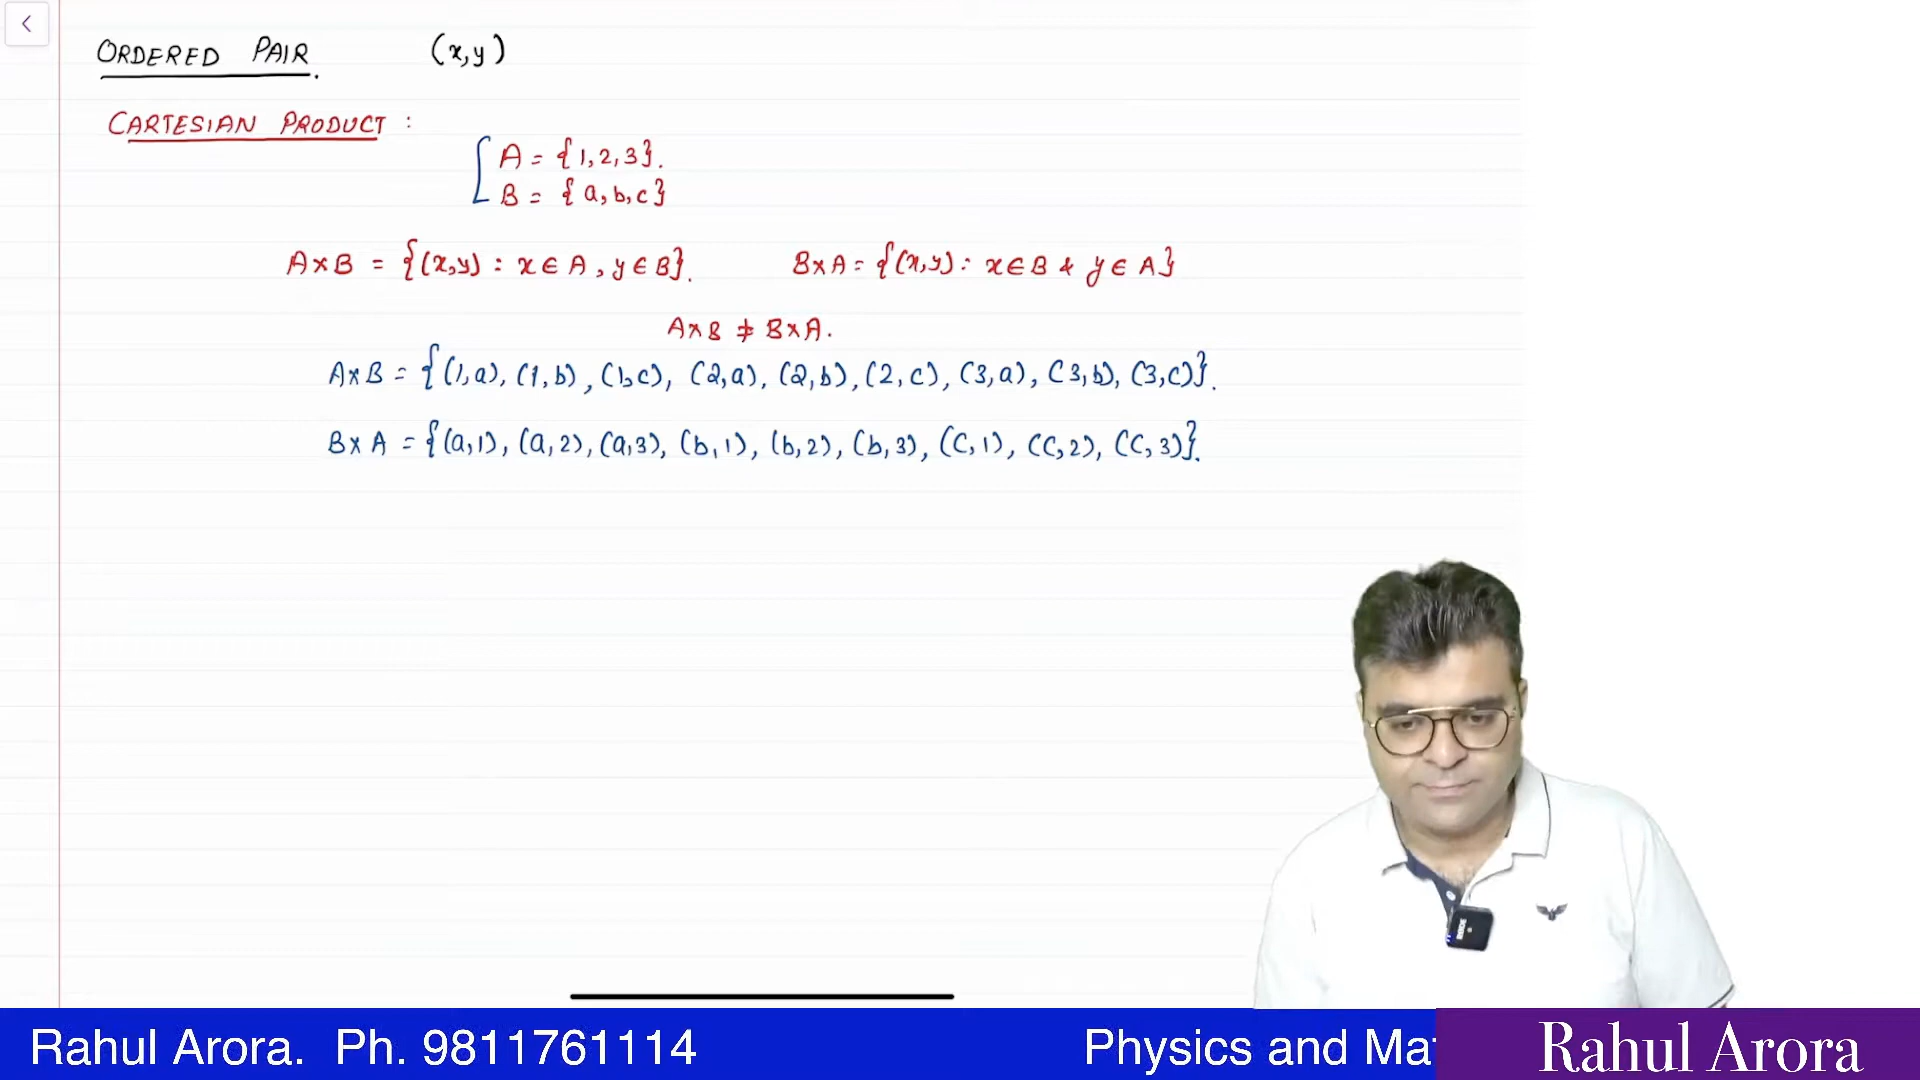 ORDERED PAIR. (x,y)
CARTESIAN PRODUCT :
A = {1,2,3}.
B = {a,b,c}
A×B = {(x,y) : x∈A, y∈B}. B×A = {(x,y) : x∈B & y∈A}
A×B ≠ B×A.
A×B = {(1,a), (1,b), (1,c), (2,a), (2,b), (2,c), (3,a), (3,b), (3,c)}.
B×A = {(a,1), (a,2), (a,3), (b,1), (b,2), (b,3), (c,1), (c,2), (c,3)}.
Rahul Arora. Ph. 9811761114 Physics and Ma
Rahul Arora